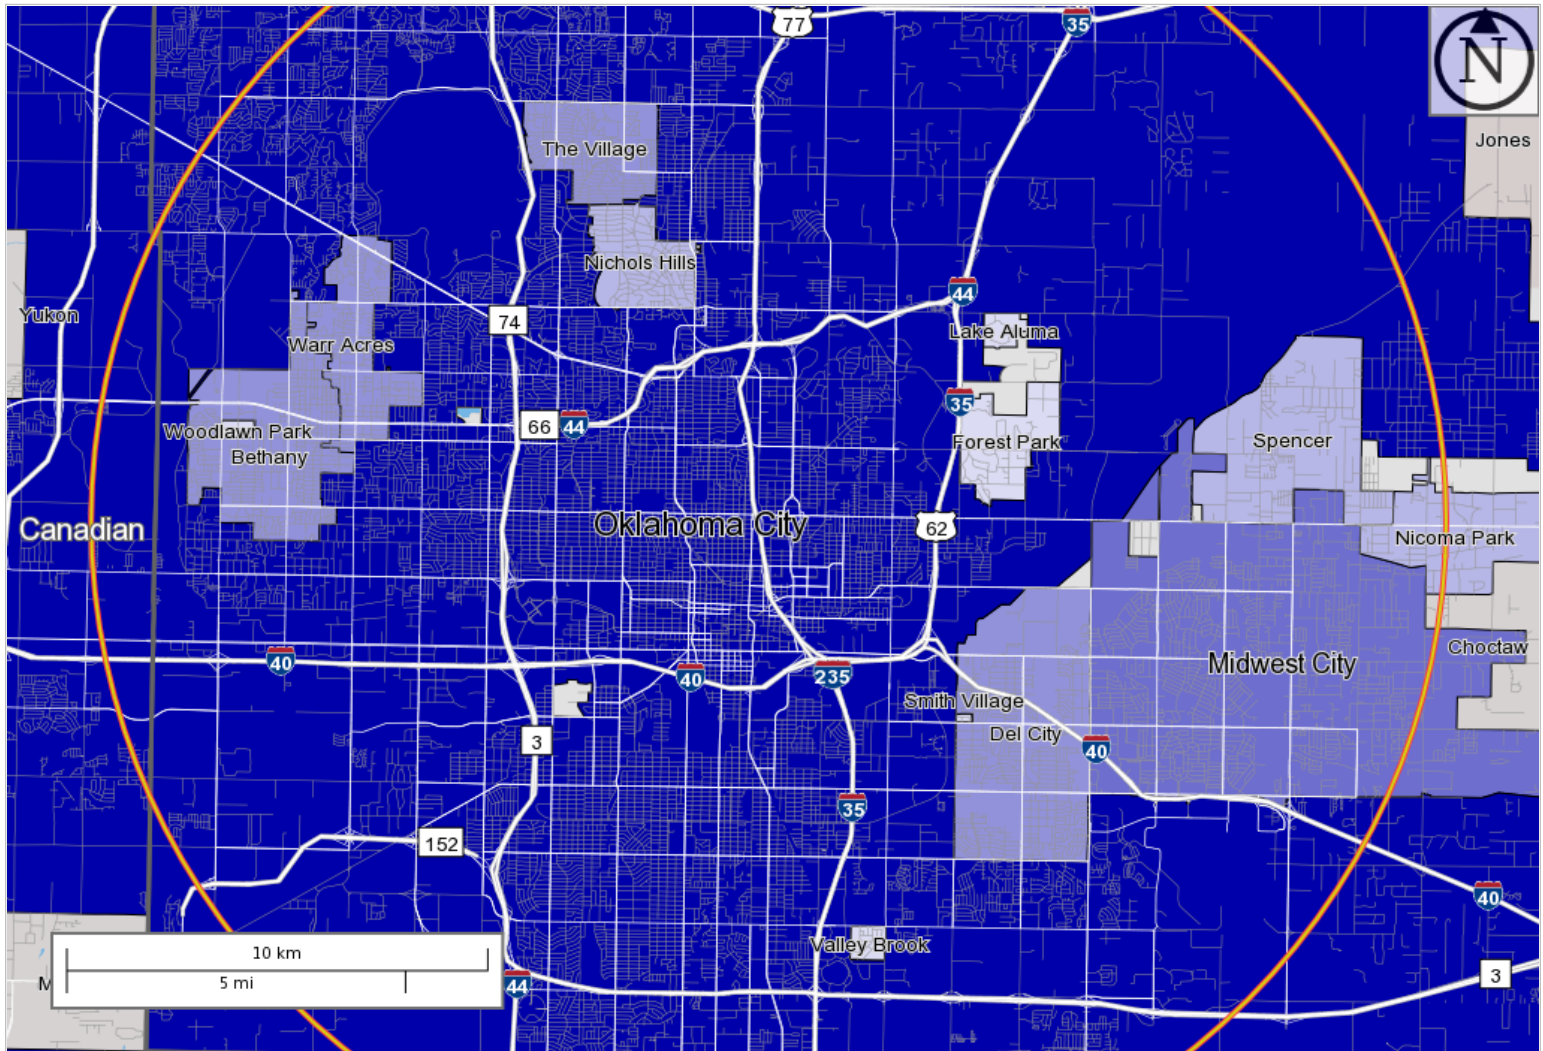 77
35
N
Jones
The Village
Nichols Hills
44
Yukon
74
Lake Aluma
Warr Acres
35
66
44
Woodlawn Park
Forest Park
Spencer
Bethany
Canadian
Oklahoma City
62
Nicoma Park
Choctaw
40
Midwest City
40
235
Smith Village
Del City
3
40
35
152
40
Valley Brook
10 km
3
5 mi
M
44